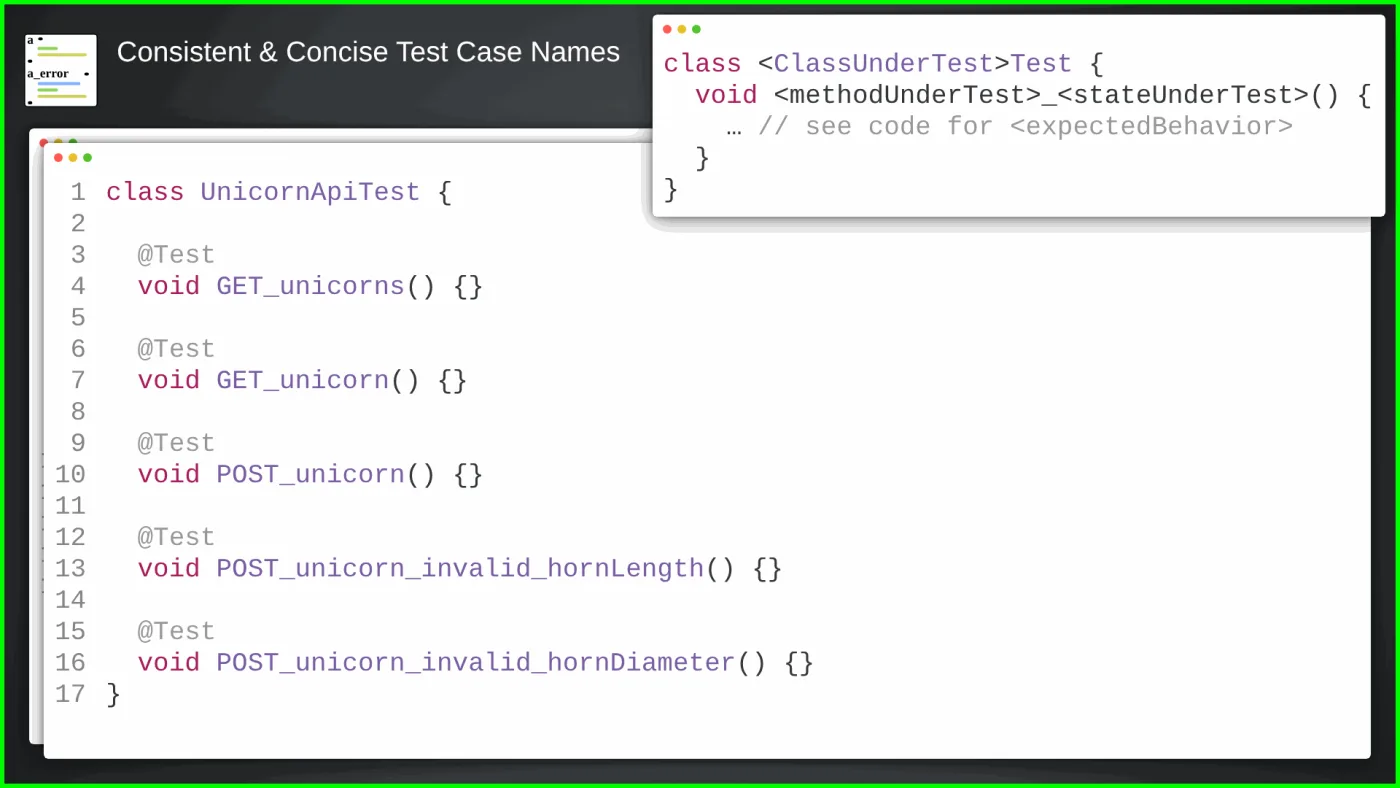 a
a_error
Consistent & Concise Test Case Names
class <ClassUnderTest>Test {
void <methodUnderTest>_<stateUnderTest>() {
… // see code for <expectedBehavior>
}
}
1 class UnicornApiTest {
2
3 @Test
4 void GET_unicorns() {}
5
6 @Test
7 void GET_unicorn() {}
8
9 @Test
10 void POST_unicorn() {}
11
12 @Test
13 void POST_unicorn_invalid_hornLength() {}
14
15 @Test
16 void POST_unicorn_invalid_hornDiameter() {}
17 }